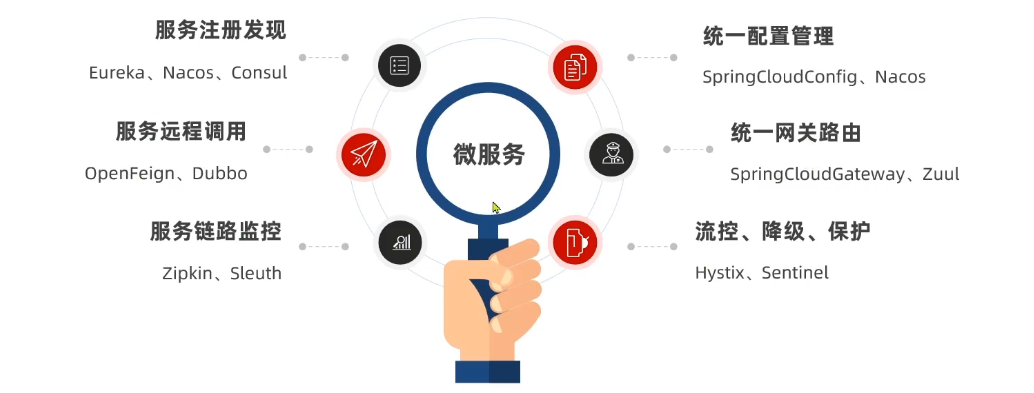 服务注册发现
Eureka、Nacos、Consul
统一配置管理
SpringCloudConfig、Nacos
服务远程调用
OpenFeign、Dubbo
微服务
统一网关路由
SpringCloudGateway、Zuul
服务链路监控
Zipkin、Sleuth
流控、降级、保护
Hystix、Sentinel